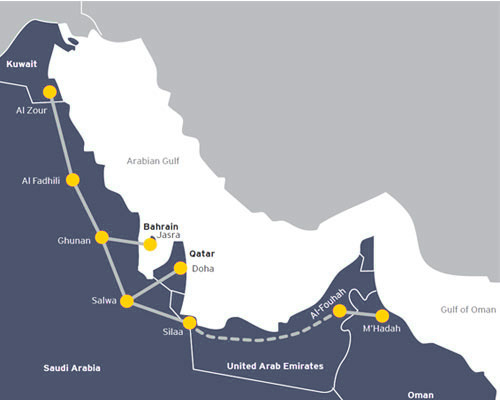 Kuwait
Al Zour
Arabian Gulf
Al Fadhili
Bahrain
Jasra
Ghunan
Qatar
Doha
Salwa
Al-Fouhah
Gulf of Oman
Silaa
M'Hadah
Saudi Arabia
United Arab Emirates
Oman